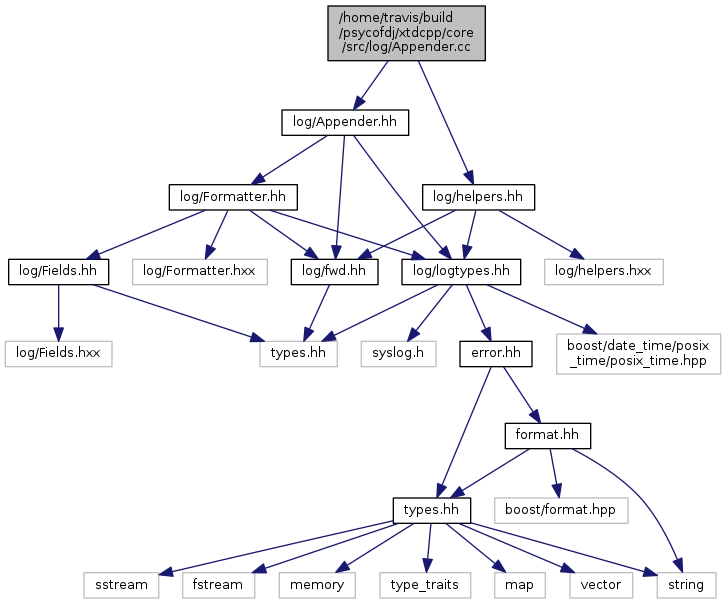 /home/travis/build
/psycofdj/xtdcpp/core
/src/log/Appender.cc
log/Appender.hh
log/Formatter.hh
log/helpers.hh
log/Fields.hh
log/Formatter.hxx
log/fwd.hh
log/logtypes.hh
log/helpers.hxx
log/Fields.hxx
types.hh
syslog.h
error.hh
boost/date_time/posix
_time/posix_time.hpp
format.hh
types.hh
boost/format.hpp
sstream
fstream
memory
type_traits
map
vector
string